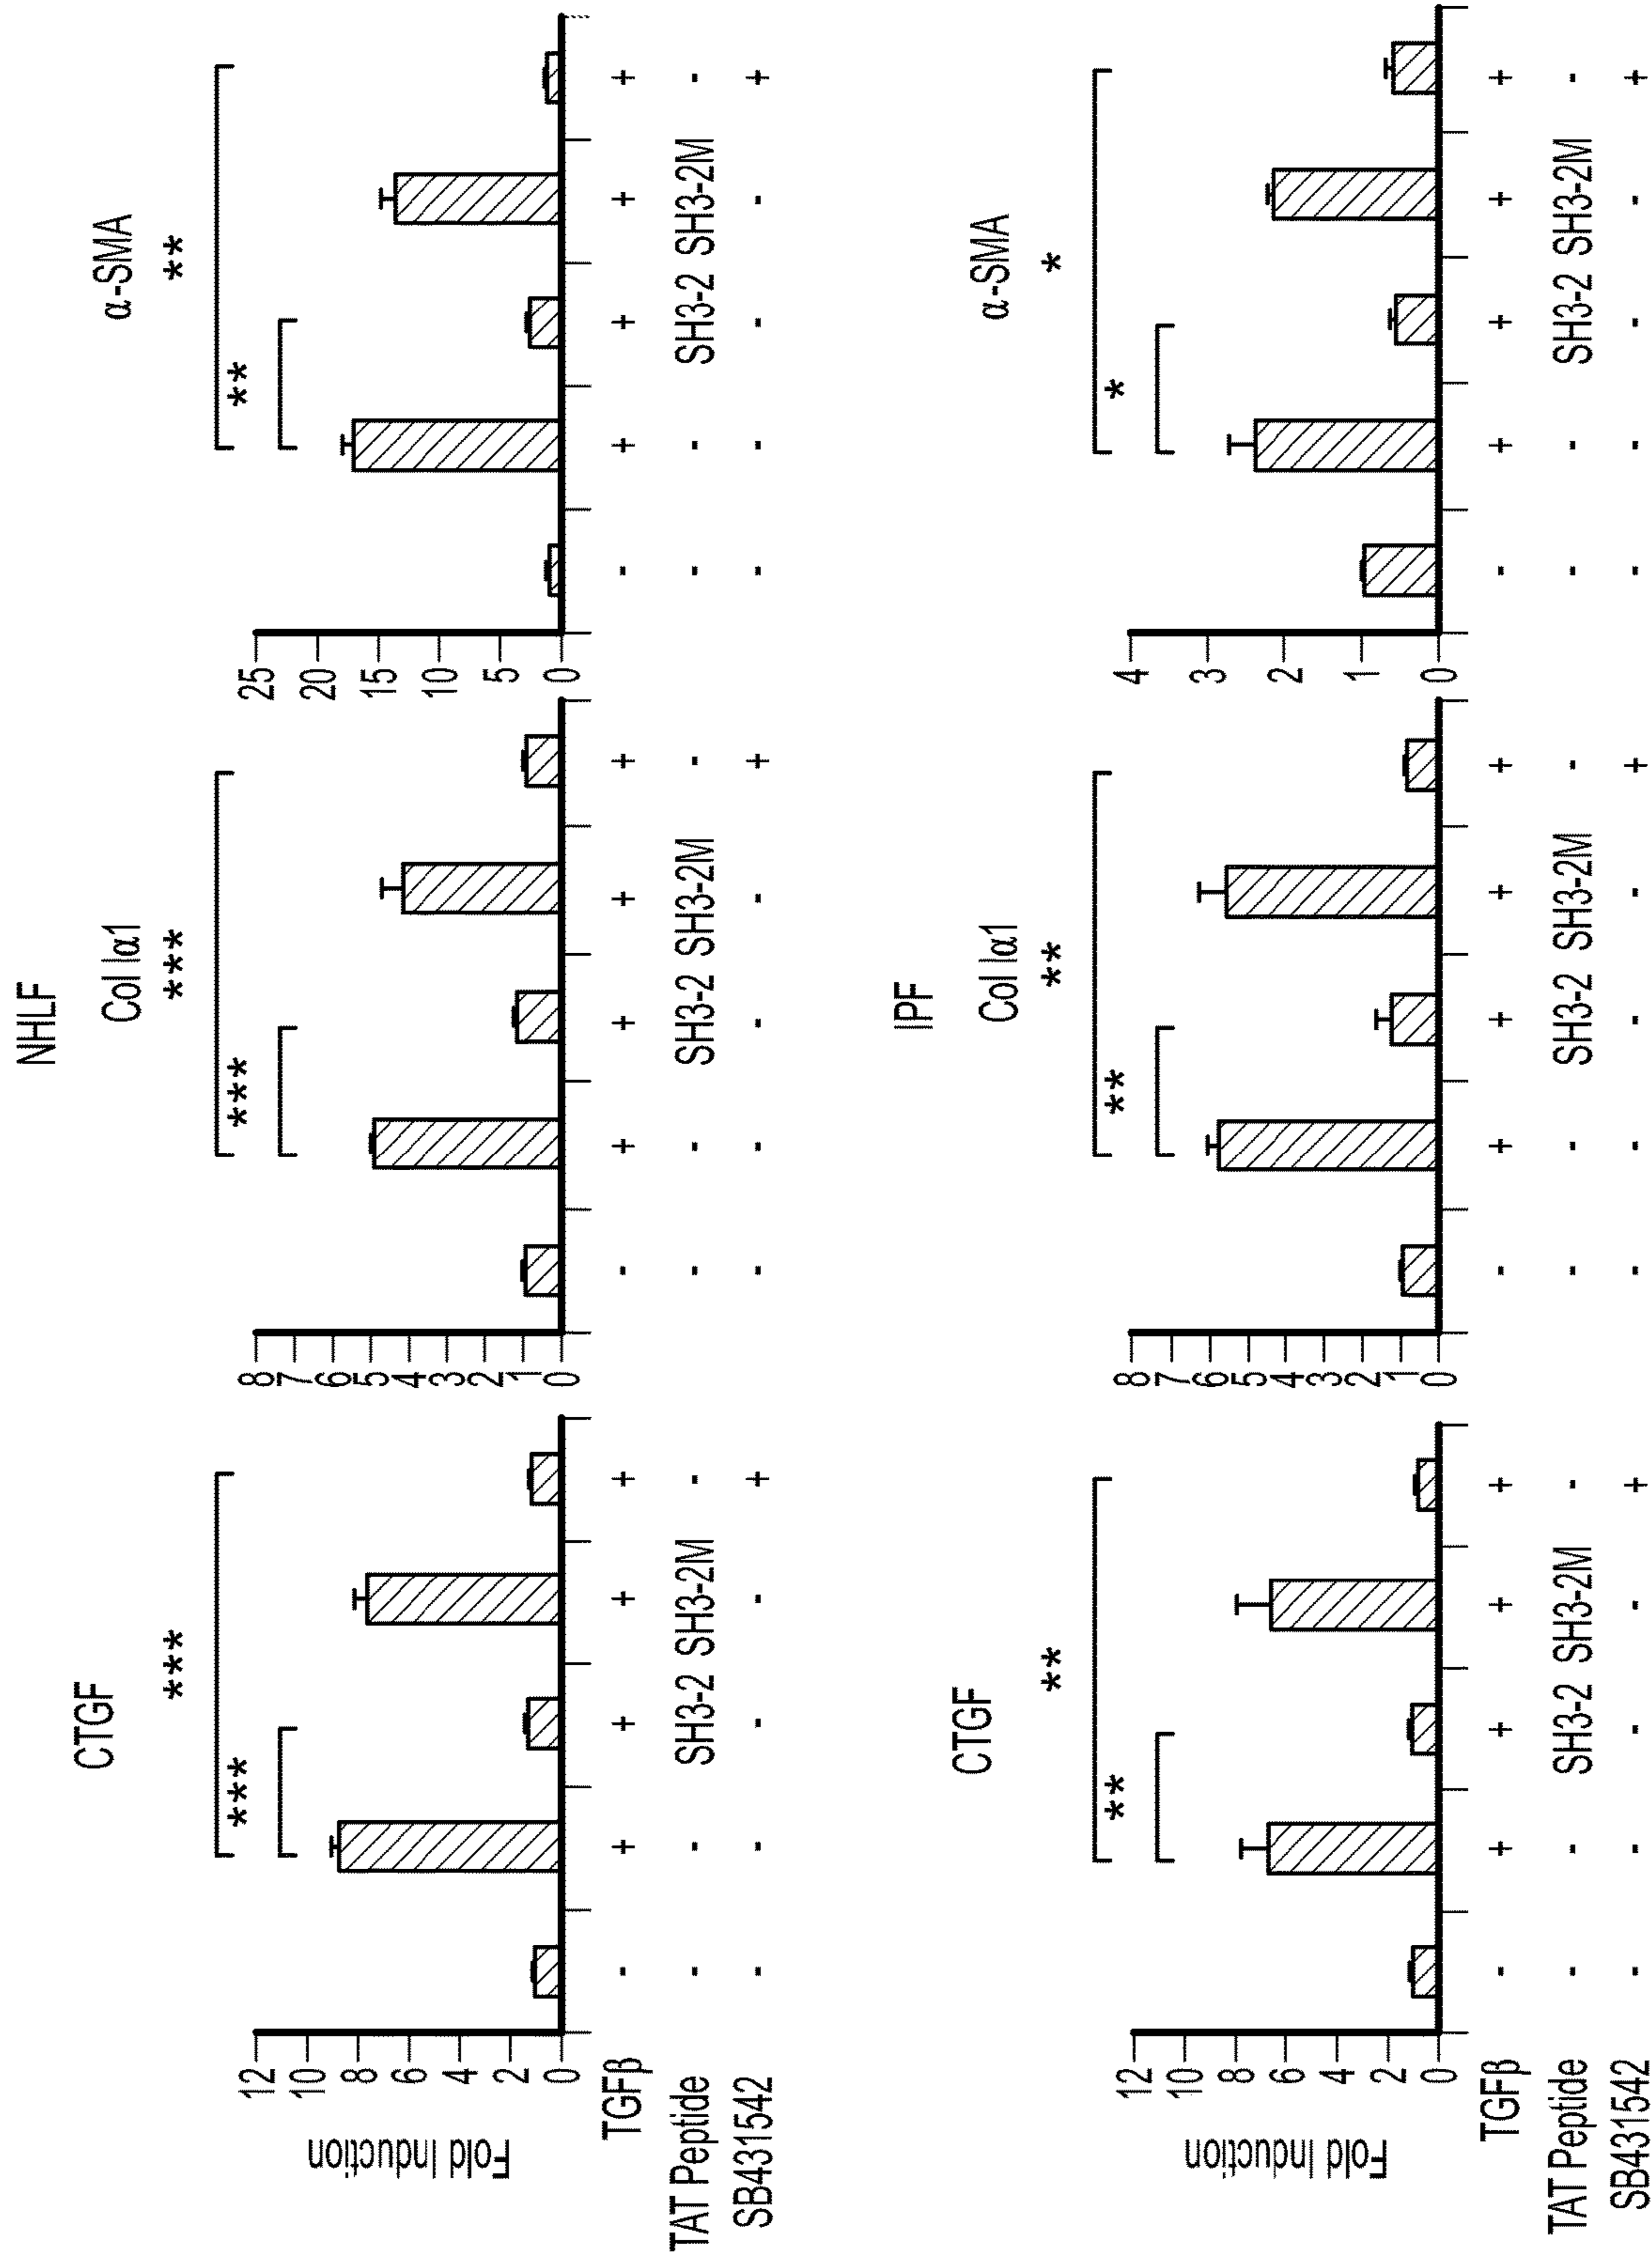 NHLF
CTGF Col Iα1 α-SMA
*** *** **
*** *** **
Fold Induction
12 10 8 6 4 2 0
8 7 6 5 4 3 2 1 0
25 20 15 10 5 0
TGFβ - + + + + - + + + + - + + + +
TAT Peptide - - SH3-2 SH3-2M - - - SH3-2 SH3-2M - - - SH3-2 SH3-2M -
SB431542 - - - - + - - - - + - - - - +
IPF
CTGF Col Iα1 α-SMA
** ** *
** ** *
Fold Induction
12 10 8 6 4 2 0
8 7 6 5 4 3 2 1 0
4 3 2 1 0
TGFβ - + + + + - + + + + - + + + +
TAT Peptide - - SH3-2 SH3-2M - - - SH3-2 SH3-2M - - - SH3-2 SH3-2M -
SB431542 - - - - + - - - - + - - - - +